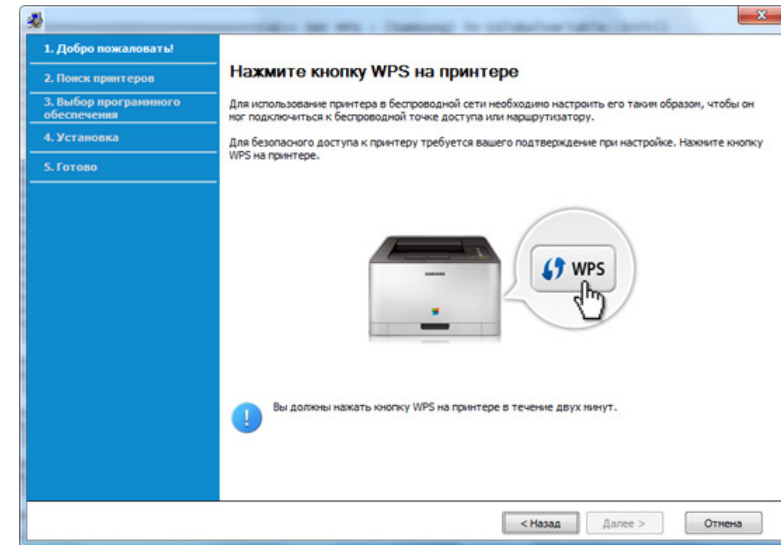 1. Добро пожаловать!
2. Поиск принтеров
3. Выбор программного
обеспечения
4. Установка
5. Готово
Нажмите кнопку WPS на принтере
Для использование принтера в беспроводной сети необходимо настроить его таким образом, чтобы он
мог подключиться к беспроводной точке доступа или маршрутизатору.
Для безопасного доступа к принтеру требуется вашего подтверждение при настройке. Нажмите кнопку
WPS на принтере.
SAMSUNG
WPS
Вы должны нажать кнопку WPS на принтере в течение двух минут.
< Назад
Далее >
Отмена